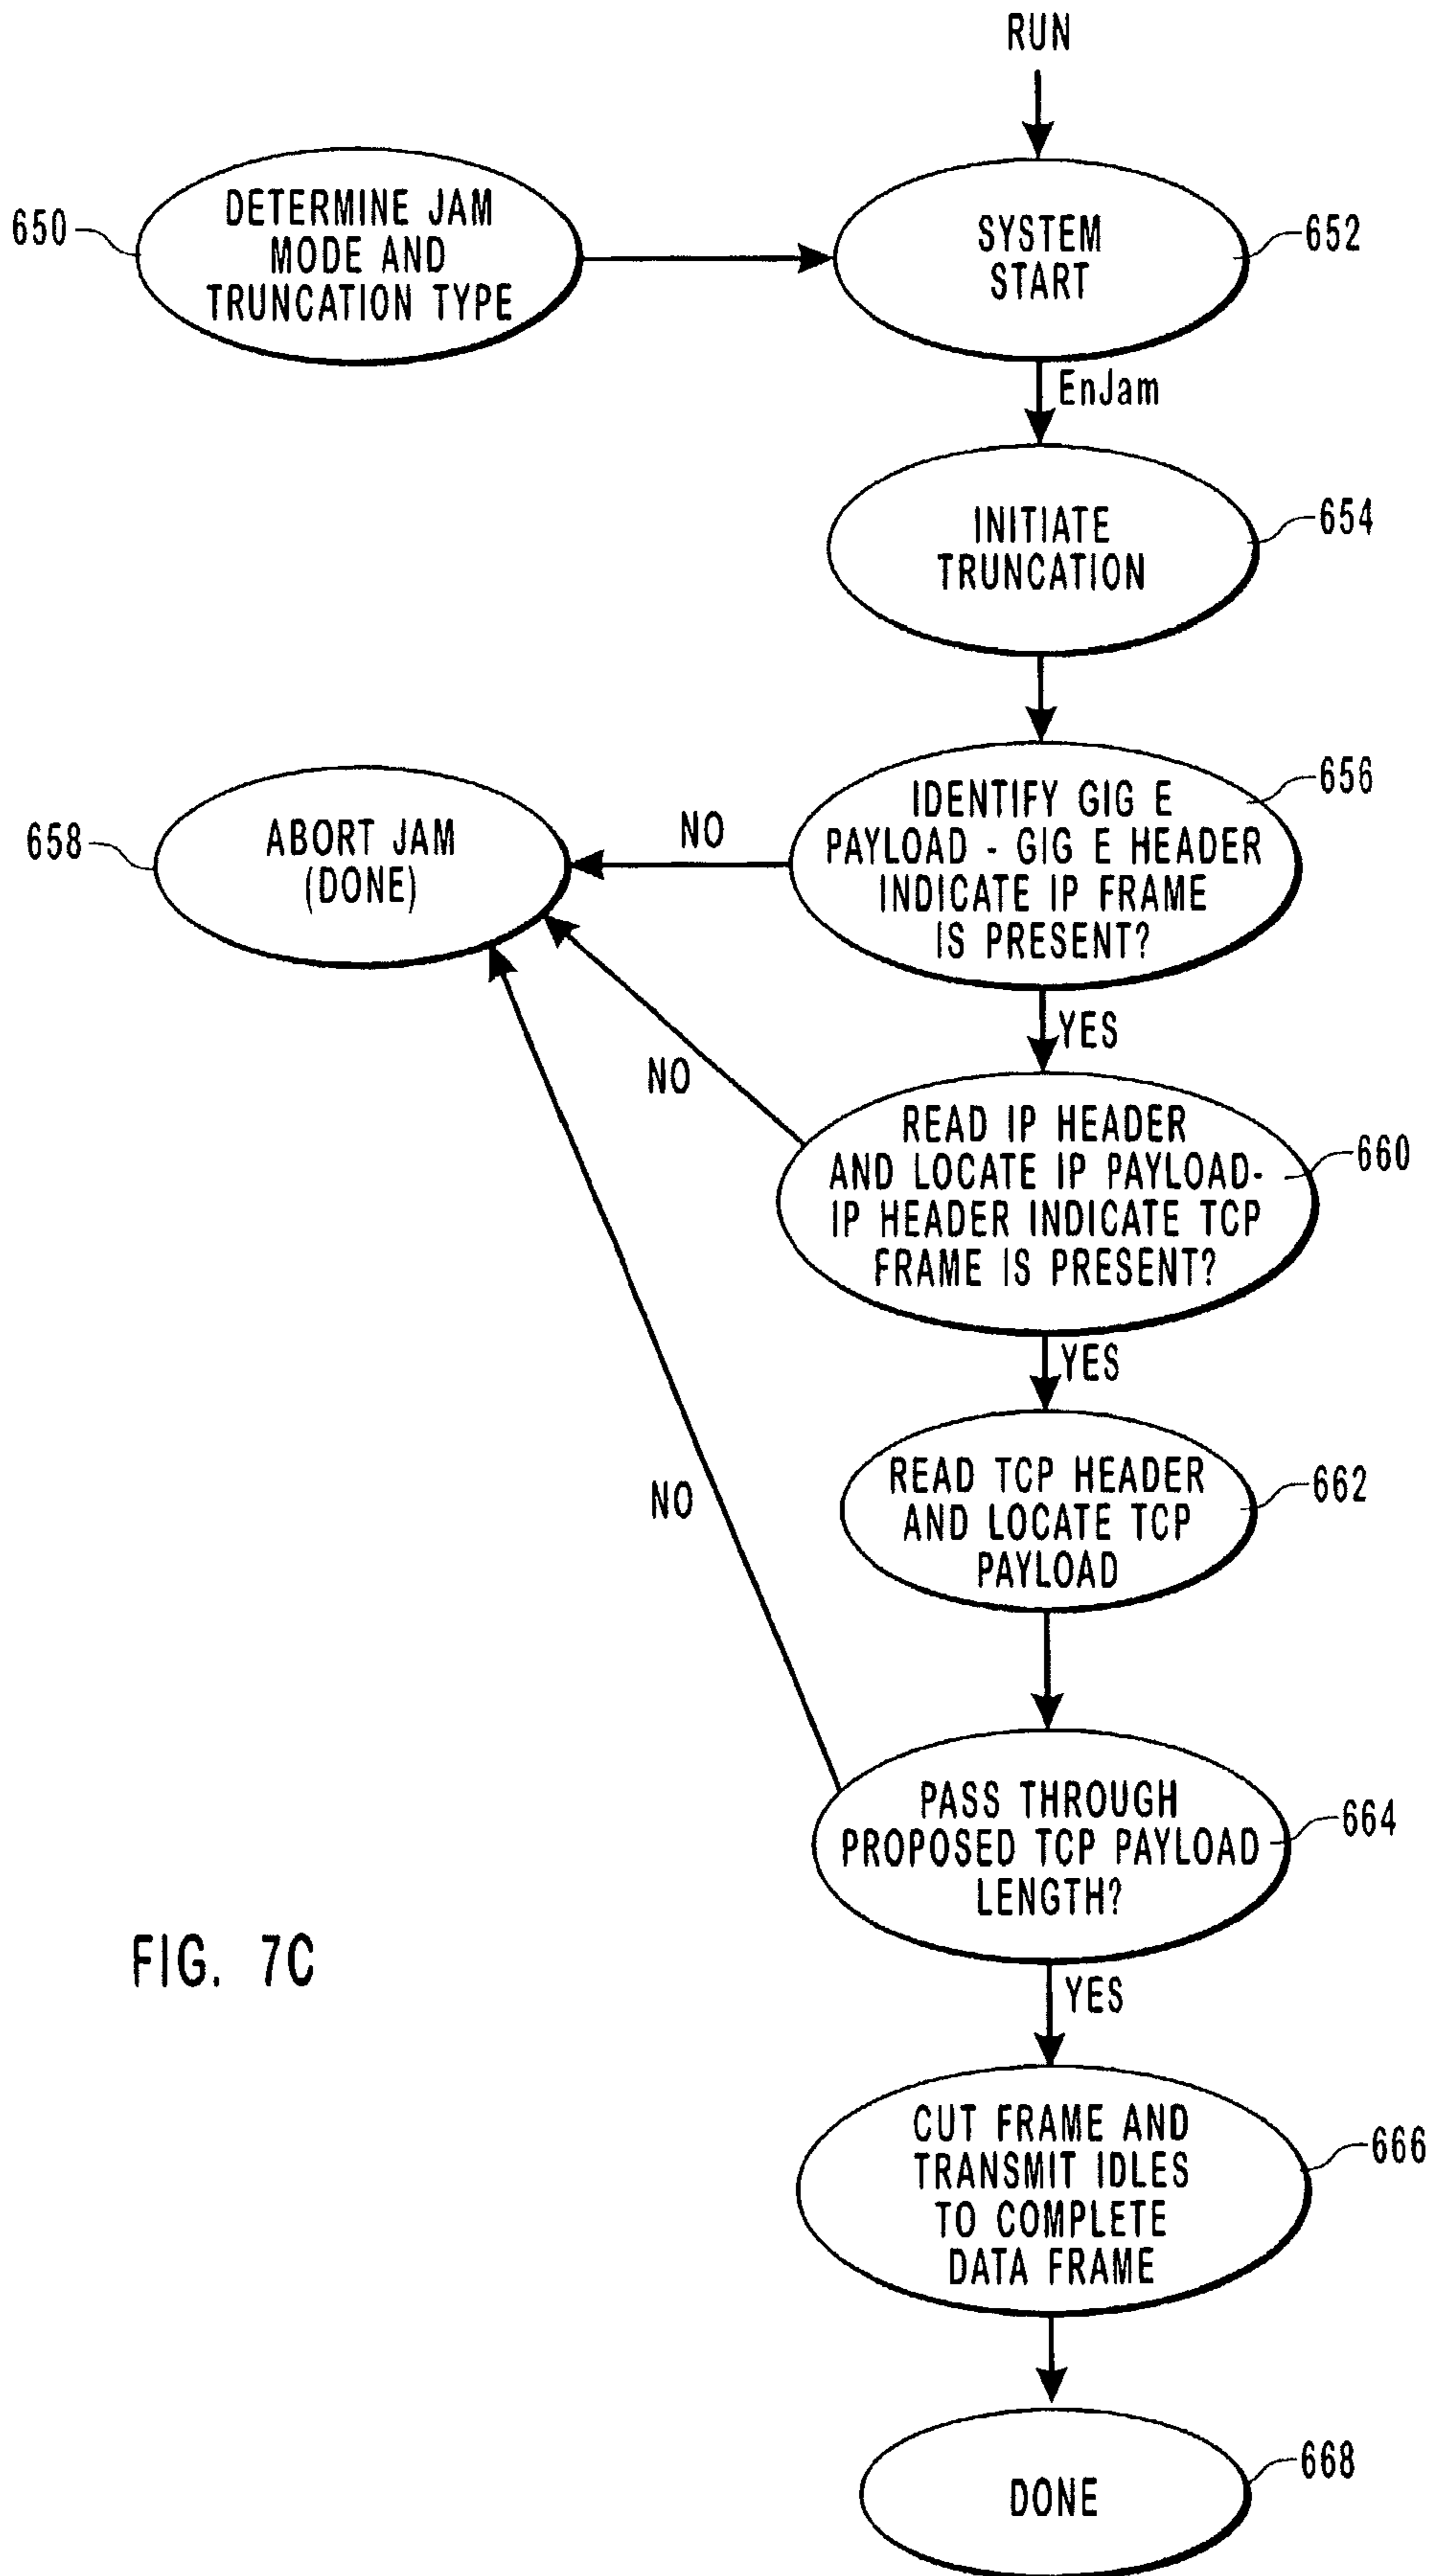 RUN
650
DETERMINE JAM
MODE AND
TRUNCATION TYPE
SYSTEM
START
652
EnJam
INITIATE
TRUNCATION
654
IDENTIFY GIG E
PAYLOAD - GIG E HEADER
INDICATE IP FRAME
IS PRESENT?
656
NO
658
ABORT JAM
(DONE)
YES
NO
READ IP HEADER
AND LOCATE IP PAYLOAD-
IP HEADER INDICATE TCP
FRAME IS PRESENT?
660
YES
READ TCP HEADER
AND LOCATE TCP
PAYLOAD
662
NO
PASS THROUGH
PROPOSED TCP PAYLOAD
LENGTH?
664
FIG. 7C
YES
CUT FRAME AND
TRANSMIT IDLES
TO COMPLETE
DATA FRAME
666
DONE
668